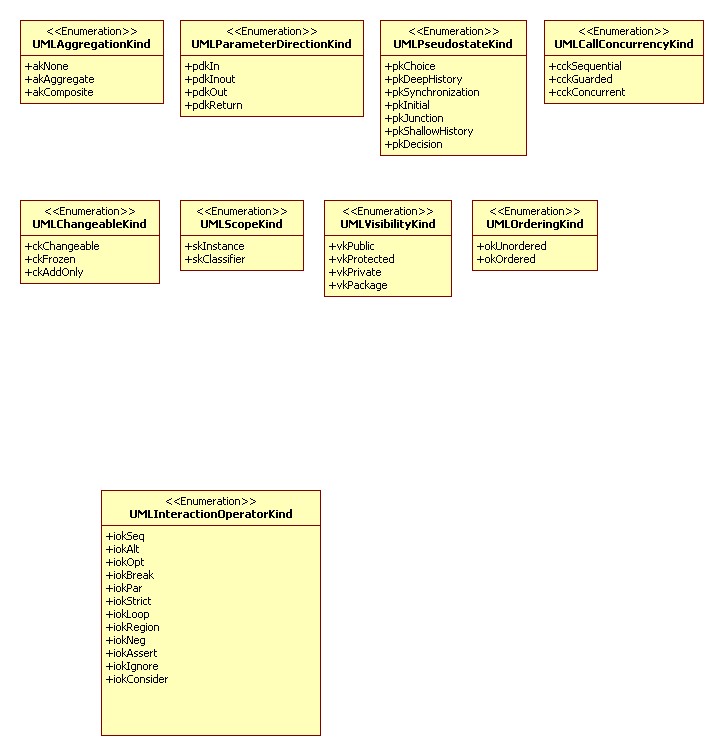 <<Enumeration>>
UMLAggregationKind
+akNone
+akAggregate
+akComposite
<<Enumeration>>
UMLParameterDirectionKind
+pdkIn
+pdkInout
+pdkOut
+pdkReturn
<<Enumeration>>
UMLPseudostateKind
+pkChoice
+pkDeepHistory
+pkSynchronization
+pkInitial
+pkJunction
+pkShallowHistory
+pkDecision
<<Enumeration>>
UMLCallConcurrencyKind
+cckSequential
+cckGuarded
+cckConcurrent
<<Enumeration>>
UMLChangeableKind
+ckChangeable
+ckFrozen
+ckAddOnly
<<Enumeration>>
UMLScopeKind
+skInstance
+skClassifier
<<Enumeration>>
UMLVisibilityKind
+vkPublic
+vkProtected
+vkPrivate
+vkPackage
<<Enumeration>>
UMLOrderingKind
+okUnordered
+okOrdered
<<Enumeration>>
UMLInteractionOperatorKind
+iokSeq
+iokAlt
+iokOpt
+iokBreak
+iokPar
+iokStrict
+iokLoop
+iokRegion
+iokNeg
+iokAssert
+iokIgnore
+iokConsider